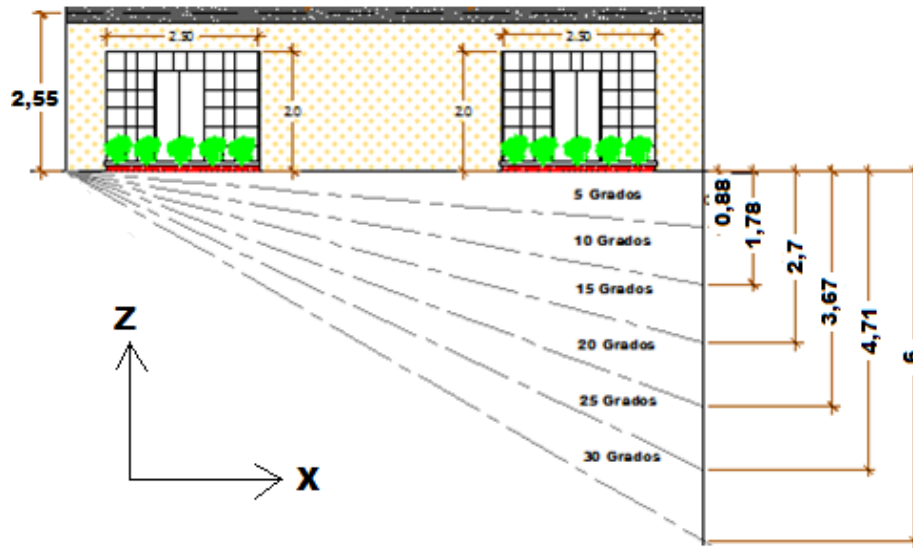 2.50
2.50
2,55
2.0
2.0
5 Grados
10 Grados
15 Grados
20 Grados
25 Grados
30 Grados
0,88
1,78
2,7
3,67
4,71
6
Z
X